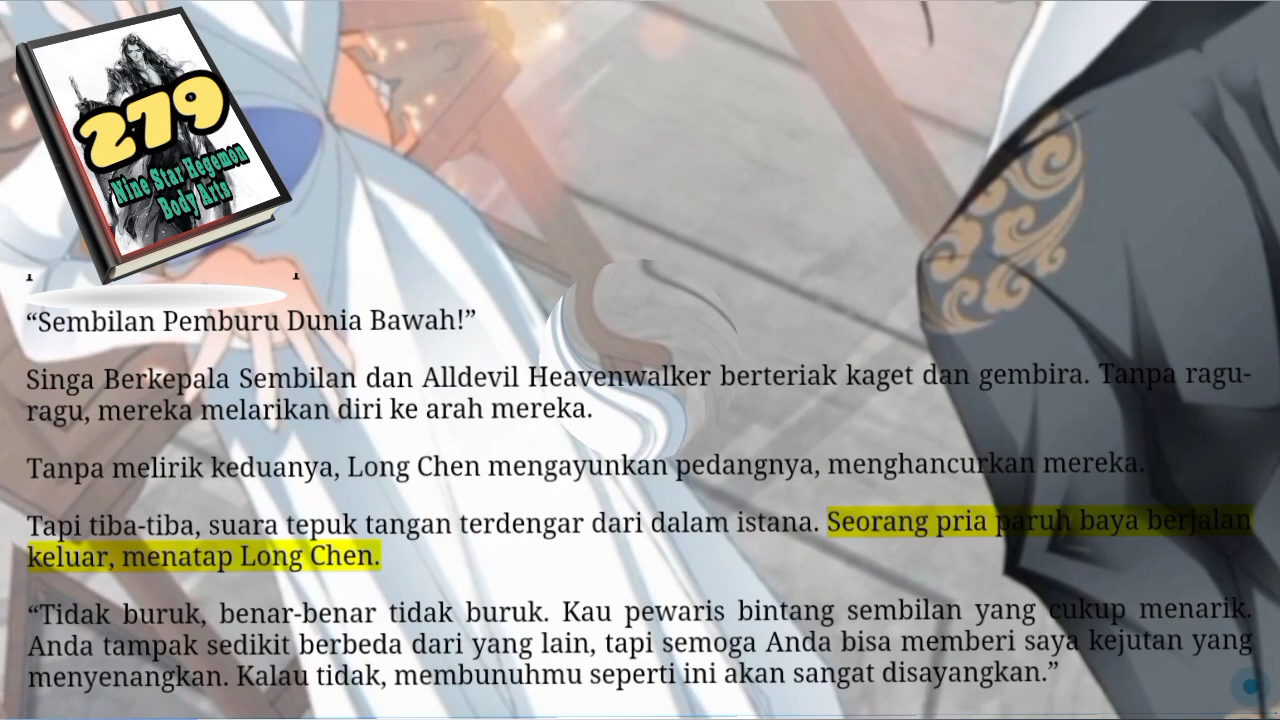 279
Nine Star Hegemon
Body Arts
“Sembilan Pemburu Dunia Bawah!”
Singa Berkepala Sembilan dan Alldevil Heavenwalker berteriak kaget dan gembira. Tanpa ragu-
ragu, mereka melarikan diri ke arah mereka.
Tanpa melirik keduanya, Long Chen mengayunkan pedangnya, menghancurkan mereka.
Tapi tiba-tiba, suara tepuk tangan terdengar dari dalam istana. Seorang pria paruh baya berjalan
keluar, menatap Long Chen.
“Tidak buruk, benar-benar tidak buruk. Kau pewaris bintang sembilan yang cukup menarik.
Anda tampak sedikit berbeda dari yang lain, tapi semoga Anda bisa memberi saya kejutan yang
menyenangkan. Kalau tidak, membunuhmu seperti ini akan sangat disayangkan.”